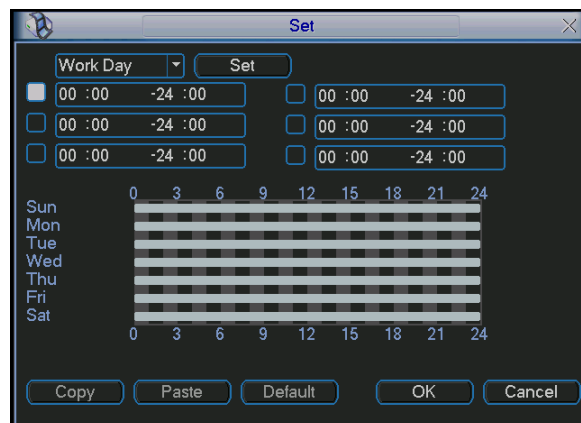 Set
Work Day Set
00 :00 -24 :00 00 :00 -24 :00
00 :00 -24 :00 00 :00 -24 :00
00 :00 -24 :00 00 :00 -24 :00
0 3 6 9 12 15 18 21 24
Sun
Mon
Tue
Wed
Thu
Fri
Sat
0 3 6 9 12 15 18 21 24
Copy Paste Default OK Cancel